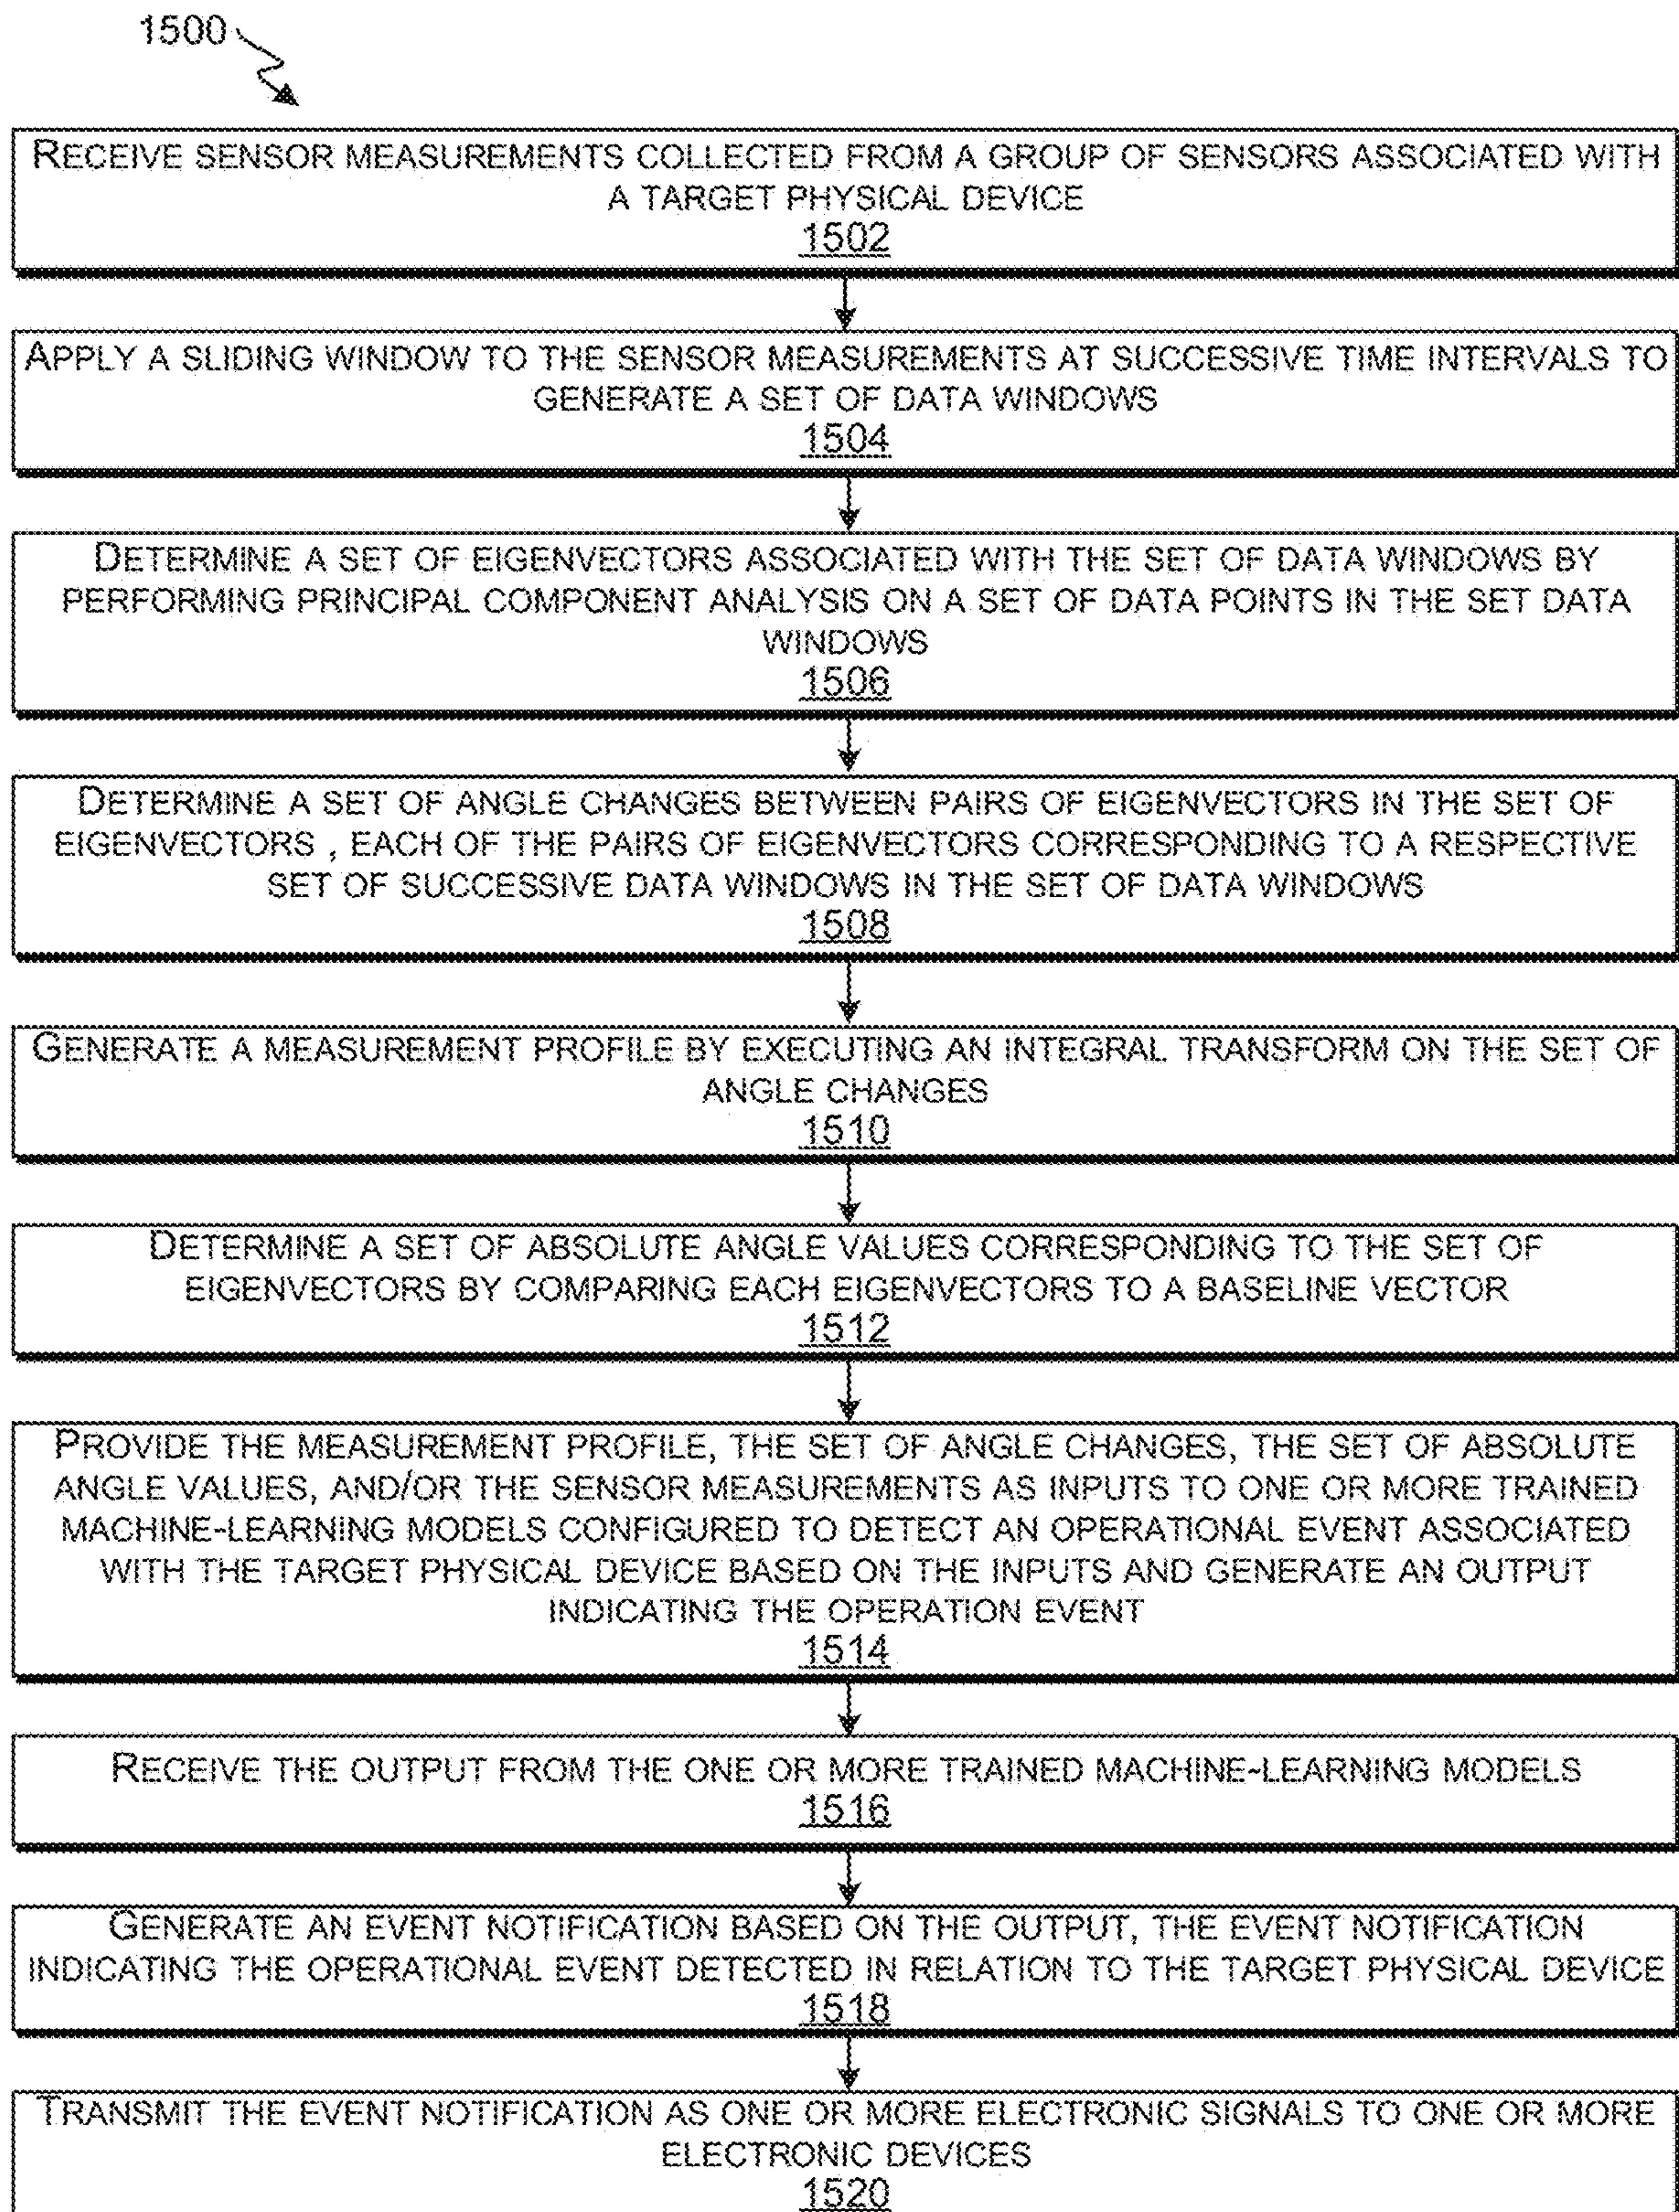 1500
RECEIVE SENSOR MEASUREMENTS COLLECTED FROM A GROUP OF SENSORS ASSOCIATED WITH
A TARGET PHYSICAL DEVICE
1502
APPLY A SLIDING WINDOW TO THE SENSOR MEASUREMENTS AT SUCCESSIVE TIME INTERVALS TO
GENERATE A SET OF DATA WINDOWS
1504
DETERMINE A SET OF EIGENVECTORS ASSOCIATED WITH THE SET OF DATA WINDOWS BY
PERFORMING PRINCIPAL COMPONENT ANALYSIS ON A SET OF DATA POINTS IN THE SET DATA
WINDOWS
1506
DETERMINE A SET OF ANGLE CHANGES BETWEEN PAIRS OF EIGENVECTORS IN THE SET OF
EIGENVECTORS , EACH OF THE PAIRS OF EIGENVECTORS CORRESPONDING TO A RESPECTIVE
SET OF SUCCESSIVE DATA WINDOWS IN THE SET OF DATA WINDOWS
1508
GENERATE A MEASUREMENT PROFILE BY EXECUTING AN INTEGRAL TRANSFORM ON THE SET OF
ANGLE CHANGES
1510
DETERMINE A SET OF ABSOLUTE ANGLE VALUES CORRESPONDING TO THE SET OF
EIGENVECTORS BY COMPARING EACH EIGENVECTORS TO A BASELINE VECTOR
1512
PROVIDE THE MEASUREMENT PROFILE, THE SET OF ANGLE CHANGES, THE SET OF ABSOLUTE
ANGLE VALUES, AND/OR THE SENSOR MEASUREMENTS AS INPUTS TO ONE OR MORE TRAINED
MACHINE-LEARNING MODELS CONFIGURED TO DETECT AN OPERATIONAL EVENT ASSOCIATED
WITH THE TARGET PHYSICAL DEVICE BASED ON THE INPUTS AND GENERATE AN OUTPUT
INDICATING THE OPERATION EVENT
1514
RECEIVE THE OUTPUT FROM THE ONE OR MORE TRAINED MACHINE-LEARNING MODELS
1516
GENERATE AN EVENT NOTIFICATION BASED ON THE OUTPUT, THE EVENT NOTIFICATION
INDICATING THE OPERATIONAL EVENT DETECTED IN RELATION TO THE TARGET PHYSICAL DEVICE
1518
TRANSMIT THE EVENT NOTIFICATION AS ONE OR MORE ELECTRONIC SIGNALS TO ONE OR MORE
ELECTRONIC DEVICES
1520